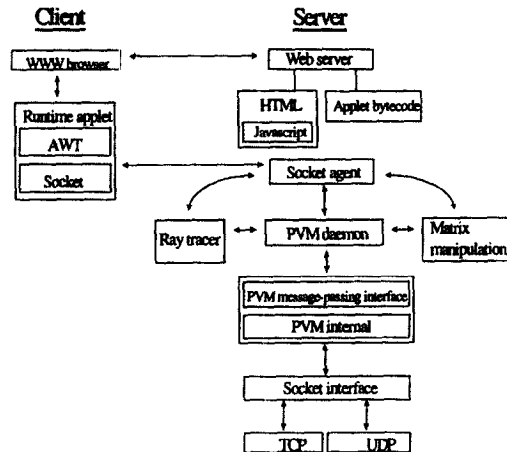 Client
Server
WWW browser
Web server
Runtime applet
AWT
Socket
HTML
Javascript
Applet bytecode
Socket agent
Ray tracer
PVM daemon
Matrix
manipulation
PVM message-passing interface
PVM internal
Socket interface
TCP
UDP